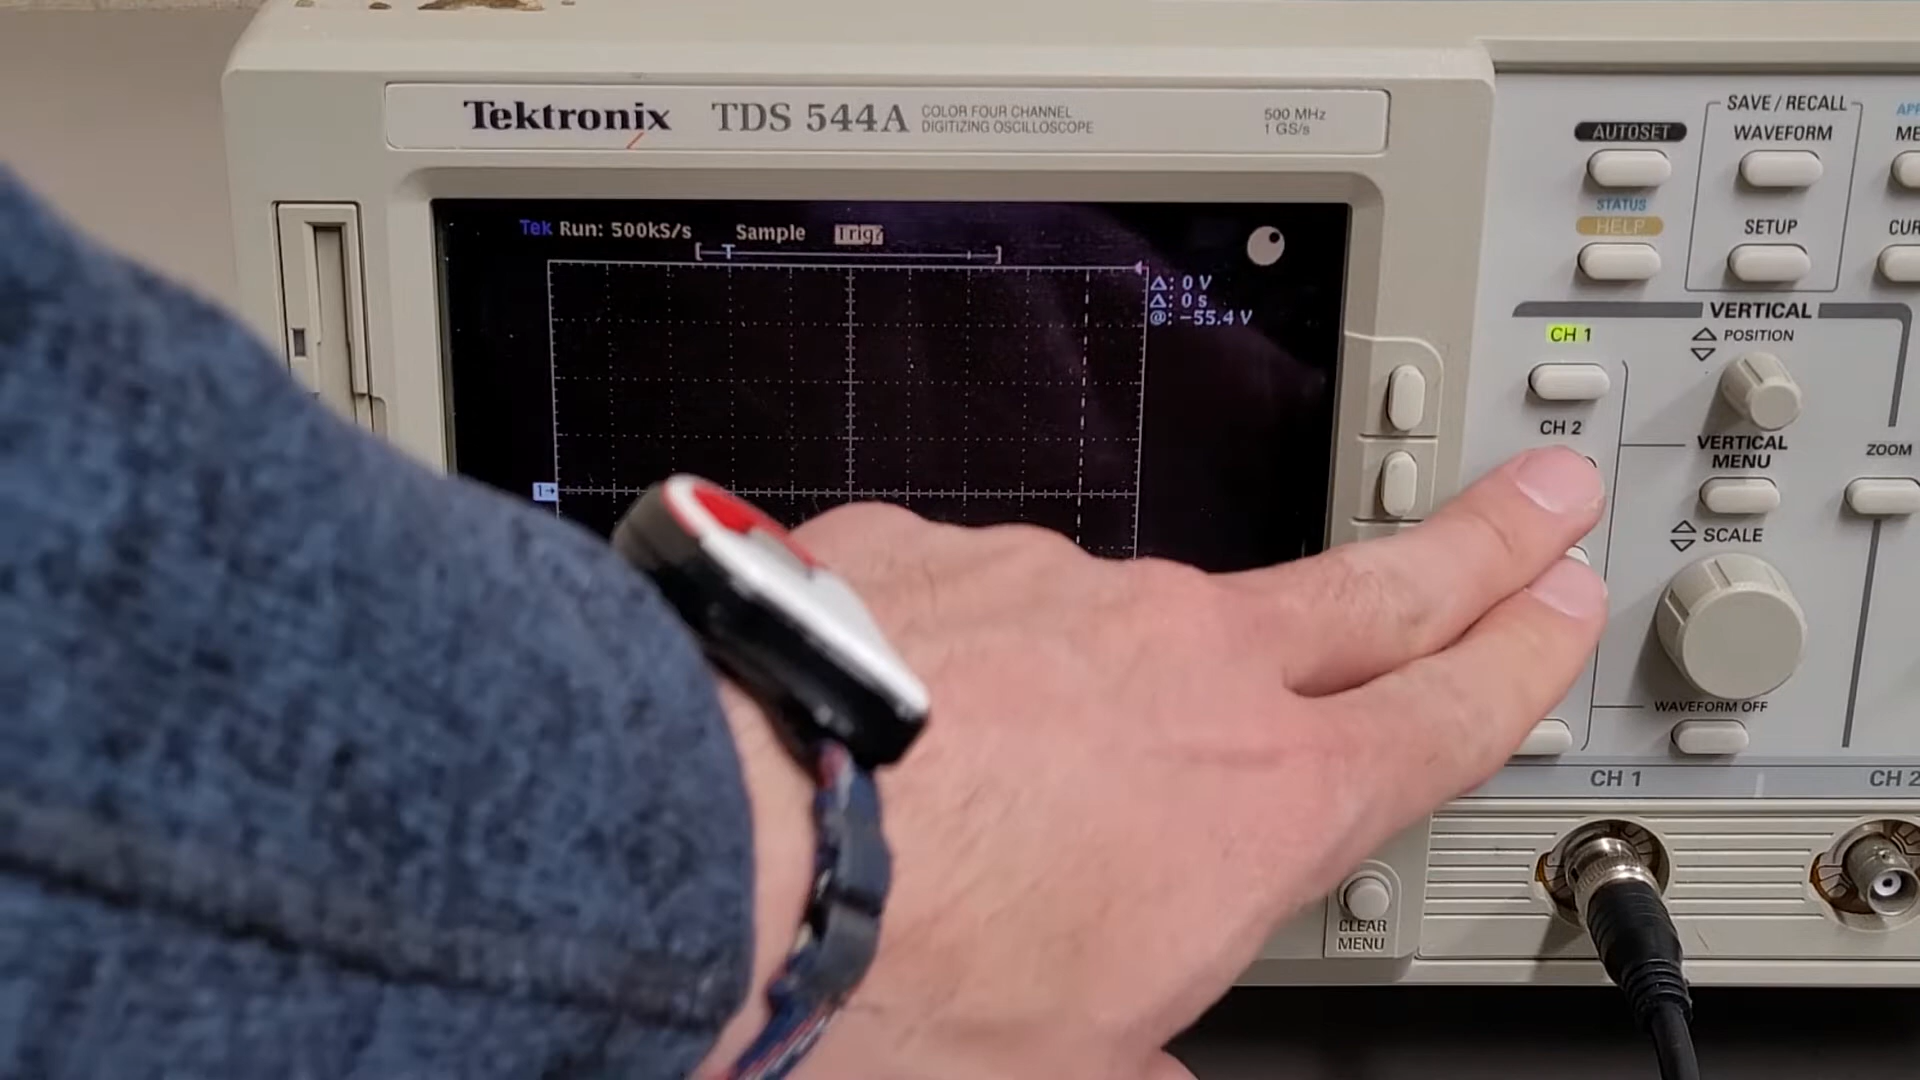 Tektronix TDS 544A COLOR FOUR CHANNEL
DIGITIZING OSCILLOSCOPE
500 MHz
1 GS/s
Tek Run: 500kS/s Sample Trig?
Δ: 0 V
Δ: 0 s
@: -55.4 V
1→
AUTOSET
STATUS
HELP
SAVE / RECALL
WAVEFORM
SETUP
VERTICAL
CH 1
POSITION
CH 2
VERTICAL
MENU
ZOOM
SCALE
WAVEFORM OFF
CH 1
CH 2
CLEAR
MENU